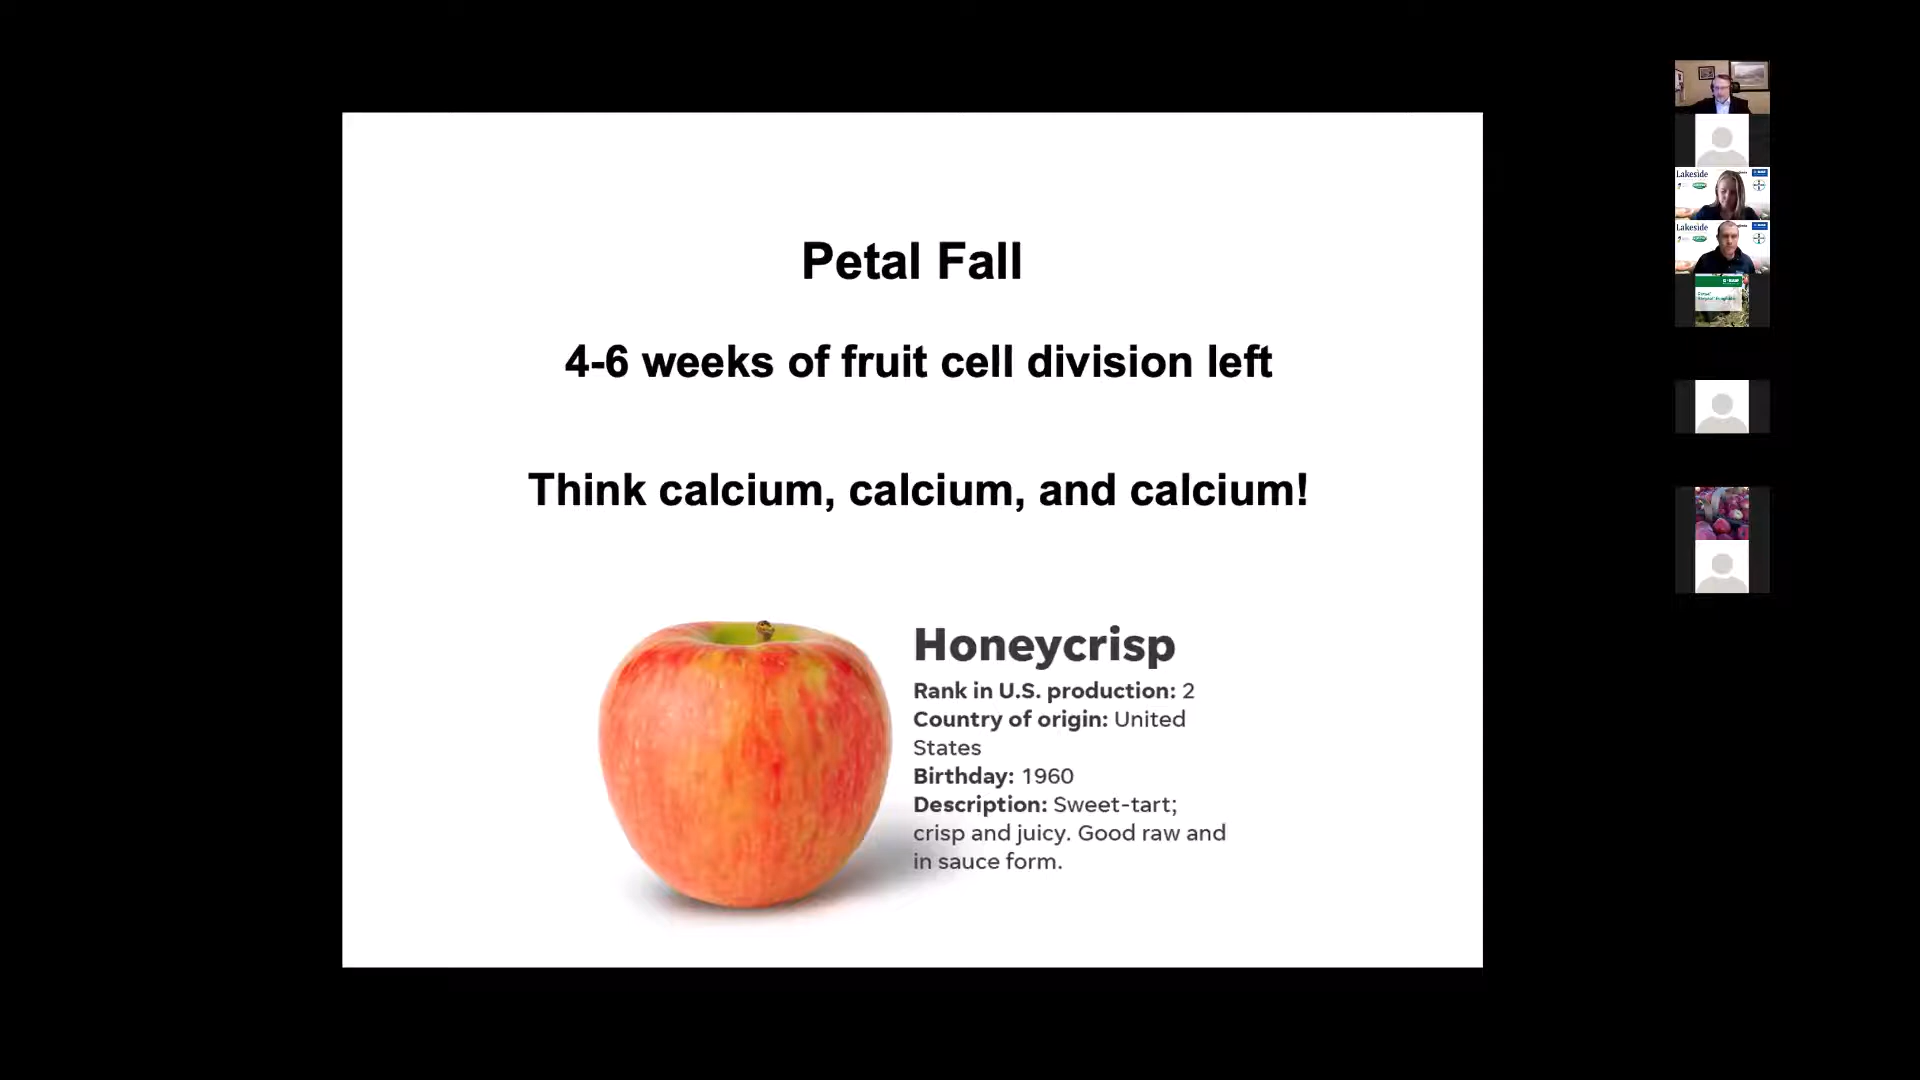 Petal Fall
4-6 weeks of fruit cell division left
Think calcium, calcium, and calcium!
Honeycrisp
Rank in U.S. production: 2
Country of origin: United
States
Birthday: 1960
Description: Sweet-tart;
crisp and juicy. Good raw and
in sauce form.
Lakeside
Lakeside